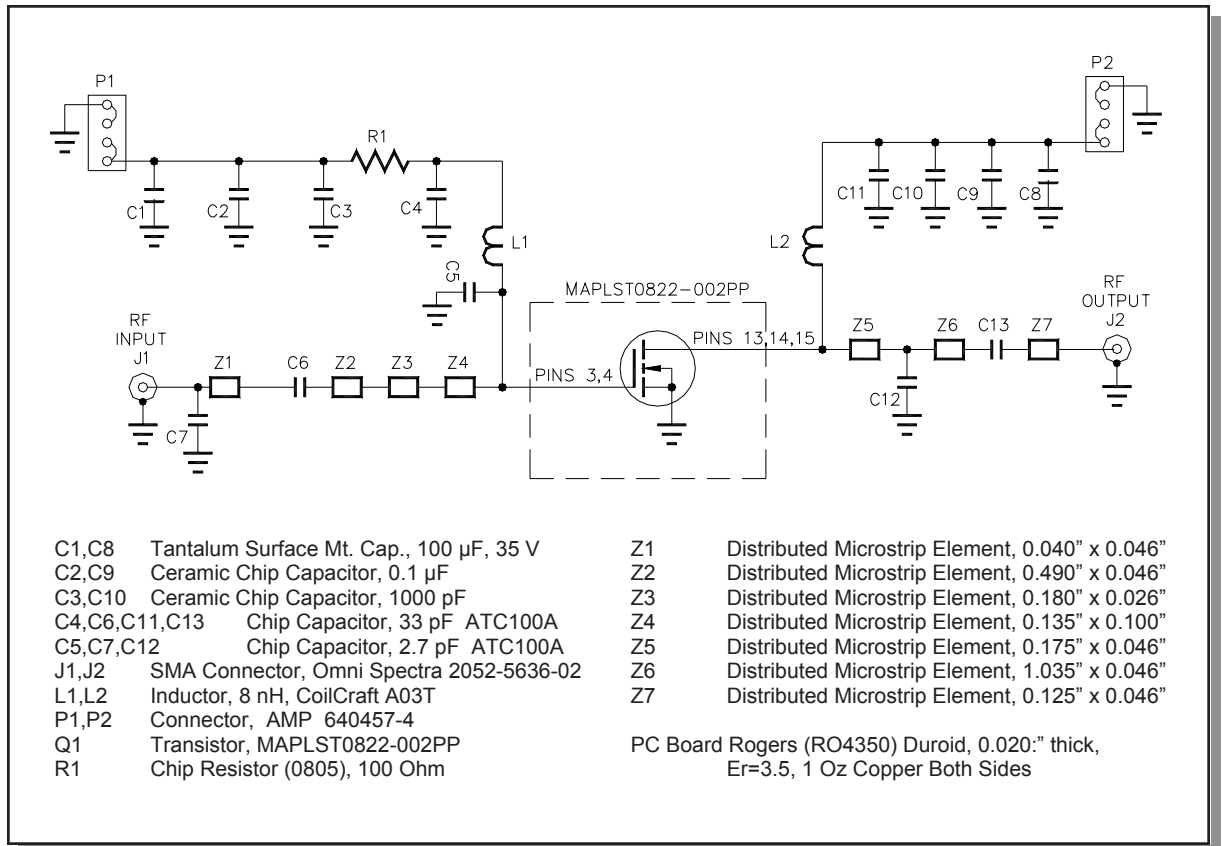 P1
P2
R1
C1
C2
C3
C4
L1
C5
C11
C10
C9
C8
L2
MAPLST0822-002PP
PINS 13,14,15
PINS 3,4
RF
INPUT
J1
Z1
C6
Z2
Z3
Z4
C7
Z5
Z6
C13
Z7
C12
RF
OUTPUT
J2
C1,C8 Tantalum Surface Mt. Cap., 100 µF, 35 V
C2,C9 Ceramic Chip Capacitor, 0.1 µF
C3,C10 Ceramic Chip Capacitor, 1000 pF
C4,C6,C11,C13 Chip Capacitor, 33 pF ATC100A
C5,C7,C12 Chip Capacitor, 2.7 pF ATC100A
J1,J2 SMA Connector, Omni Spectra 2052-5636-02
L1,L2 Inductor, 8 nH, CoilCraft A03T
P1,P2 Connector, AMP 640457-4
Q1 Transistor, MAPLST0822-002PP
R1 Chip Resistor (0805), 100 Ohm
Z1 Distributed Microstrip Element, 0.040” x 0.046”
Z2 Distributed Microstrip Element, 0.490” x 0.046”
Z3 Distributed Microstrip Element, 0.180” x 0.026”
Z4 Distributed Microstrip Element, 0.135” x 0.100”
Z5 Distributed Microstrip Element, 0.175” x 0.046”
Z6 Distributed Microstrip Element, 1.035” x 0.046”
Z7 Distributed Microstrip Element, 0.125” x 0.046”
PC Board Rogers (RO4350) Duroid, 0.020:” thick,
Er=3.5, 1 Oz Copper Both Sides